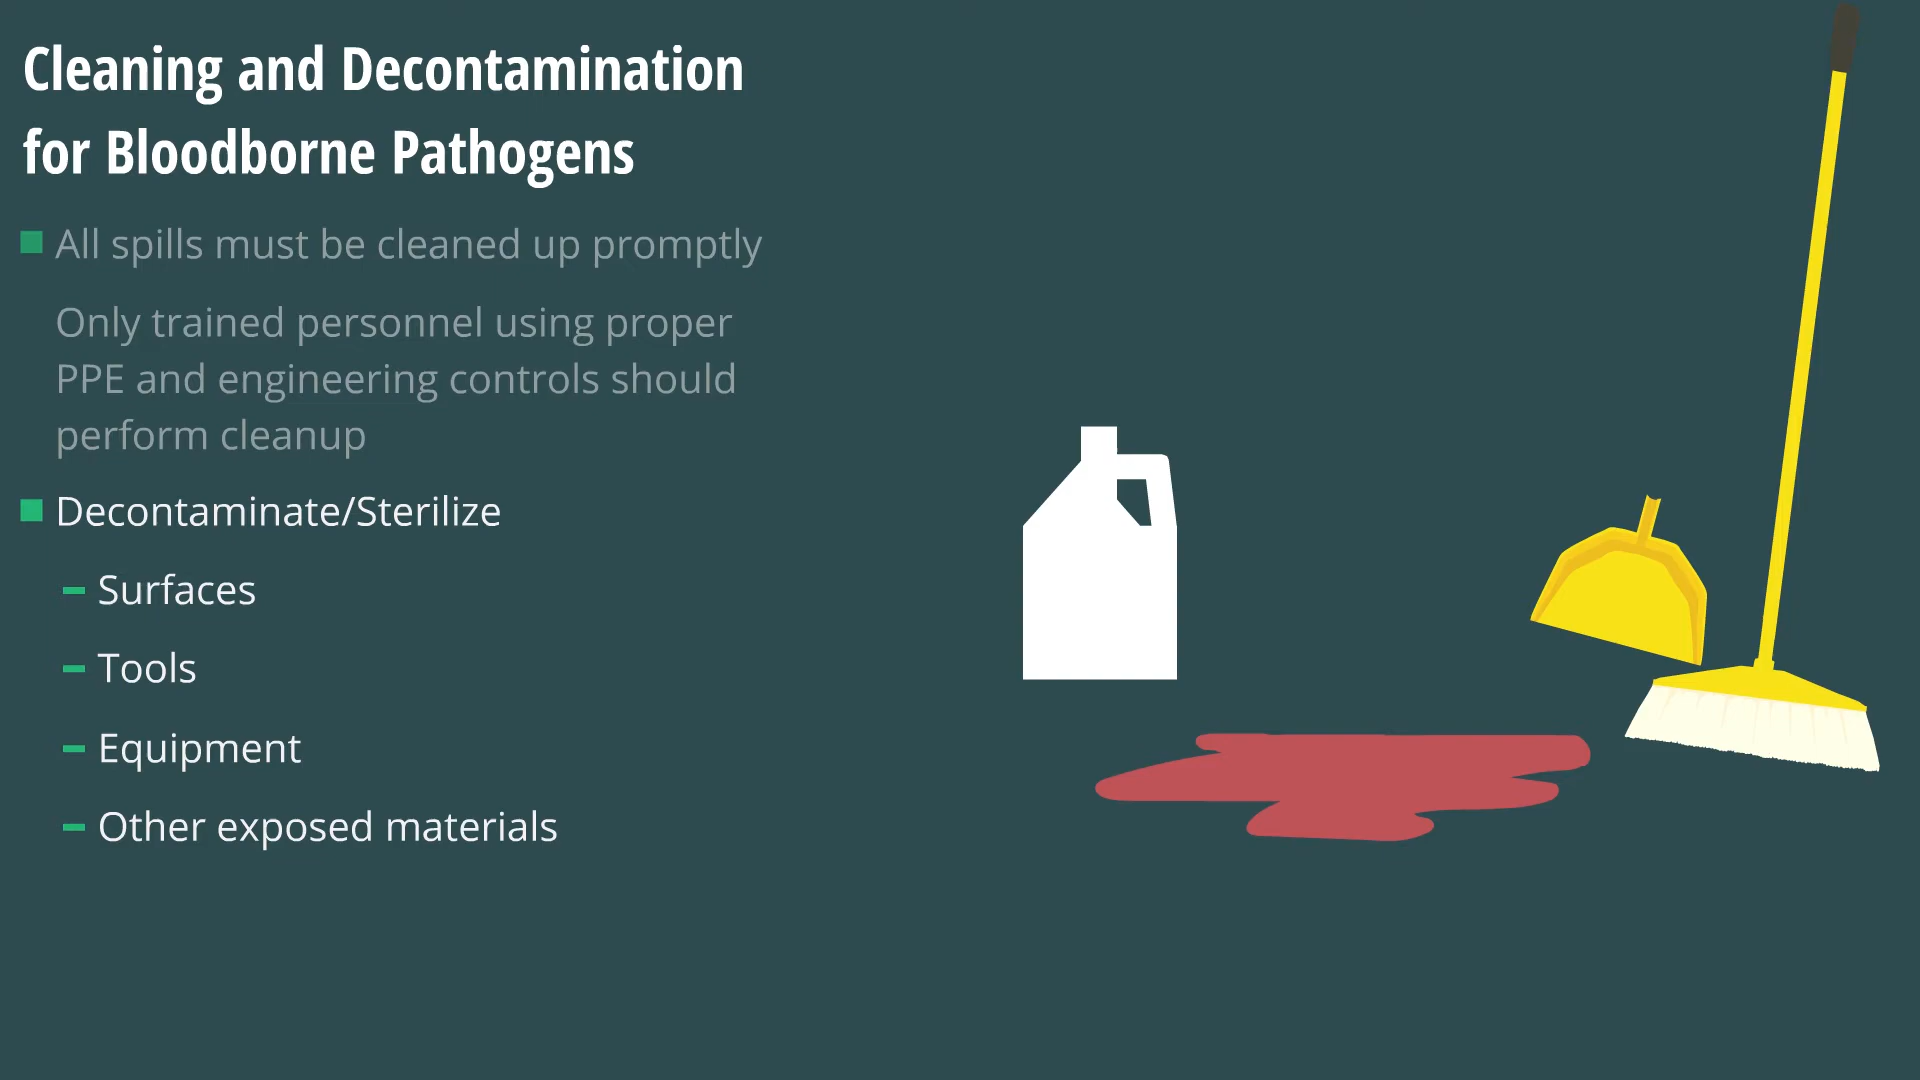 Cleaning and Decontamination
for Bloodborne Pathogens
All spills must be cleaned up promptly
Only trained personnel using proper
PPE and engineering controls should
perform cleanup
Decontaminate/Sterilize
Surfaces
Tools
Equipment
Other exposed materials